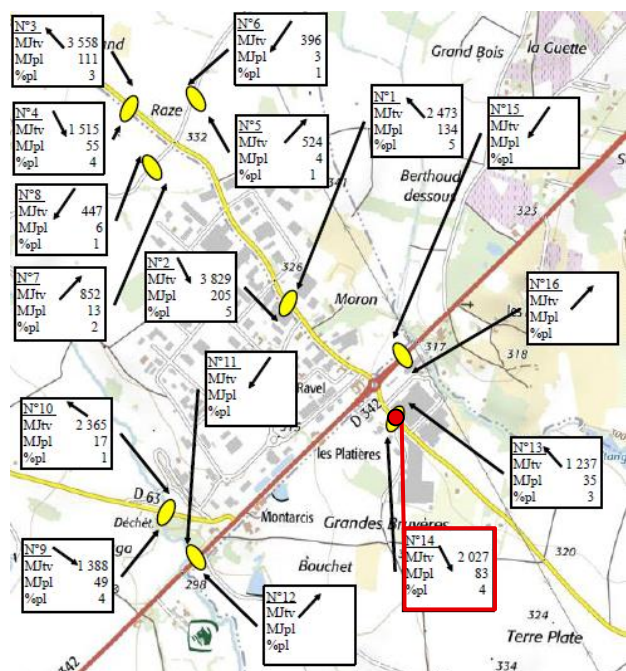 N°3
MJtv 3 558
MJpl 111
%pl 3
N°6
MJtv 396
MJpl 3
%pl 1
Grand Bois
la Guette
N°4
MJtv 1 515
MJpl 55
%pl 4
Raze
332
N°5
MJtv 524
MJpl 4
%pl 1
N°1
MJtv 2 473
MJpl 134
%pl 5
N°15
MJtv
MJpl
%pl
Berthoud
dessous
325
N°8
MJtv 447
MJpl 6
%pl 1
N°7
MJtv 852
MJpl 13
%pl 2
N°2
MJtv 3 829
MJpl 205
%pl 5
326
Moron
N°16
MJtv
MJpl
%pl
317
318
N°11
MJtv
MJpl
%pl
Ravel
D 342
N°10
MJtv 2 365
MJpl 17
%pl 1
les Platières
N°13
MJtv 1 237
MJpl 35
%pl 3
D 63
Déchèt.
Montarcis
Grandes Bruyères
N°9
MJtv 1 388
MJpl 49
%pl 4
298
Bouchet
N°14
MJtv 2 027
MJpl 83
%pl 4
320
N°12
MJtv
MJpl
%pl
324
Terre Plate
342
334